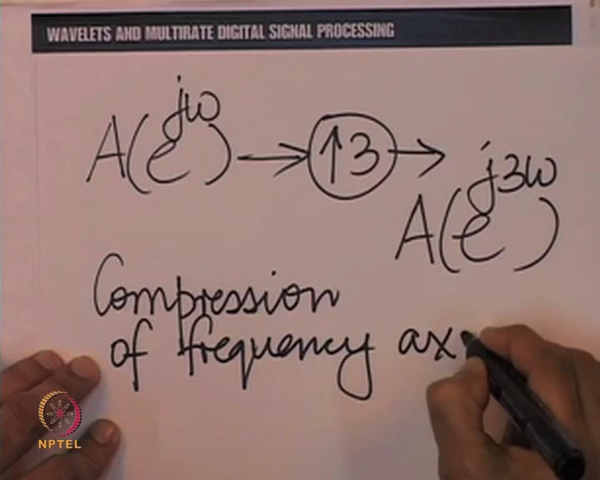 WAVELETS AND MULTIRATE DIGITAL SIGNAL PROCESSING
A(e^{jω}) → ↑3 → A(e^{j3ω})
Compression
of frequency ax
NPTEL